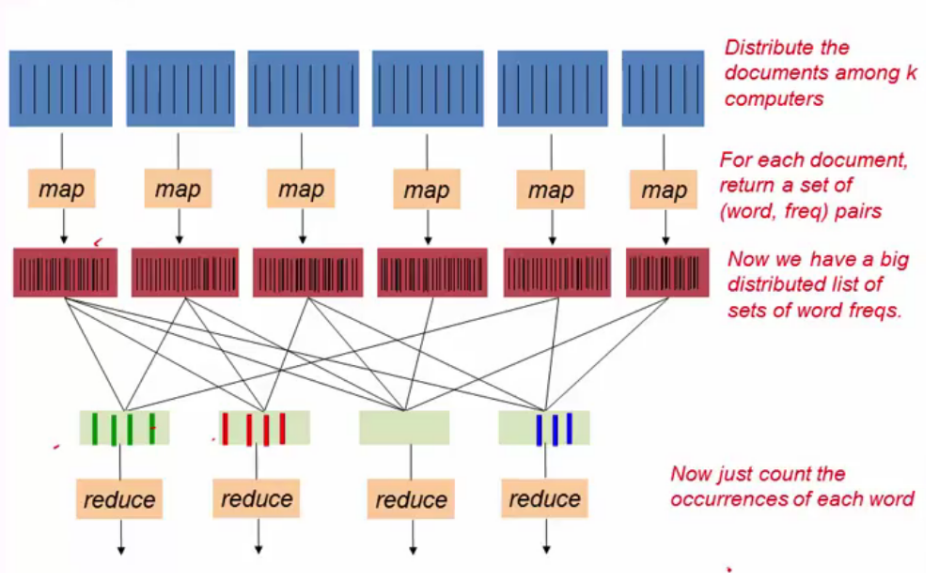 Distribute the
documents among k
computers
map map map map map map
For each document,
return a set of
(word, freq) pairs
Now we have a big
distributed list of
sets of word freqs.
reduce reduce reduce reduce
Now just count the
occurrences of each word